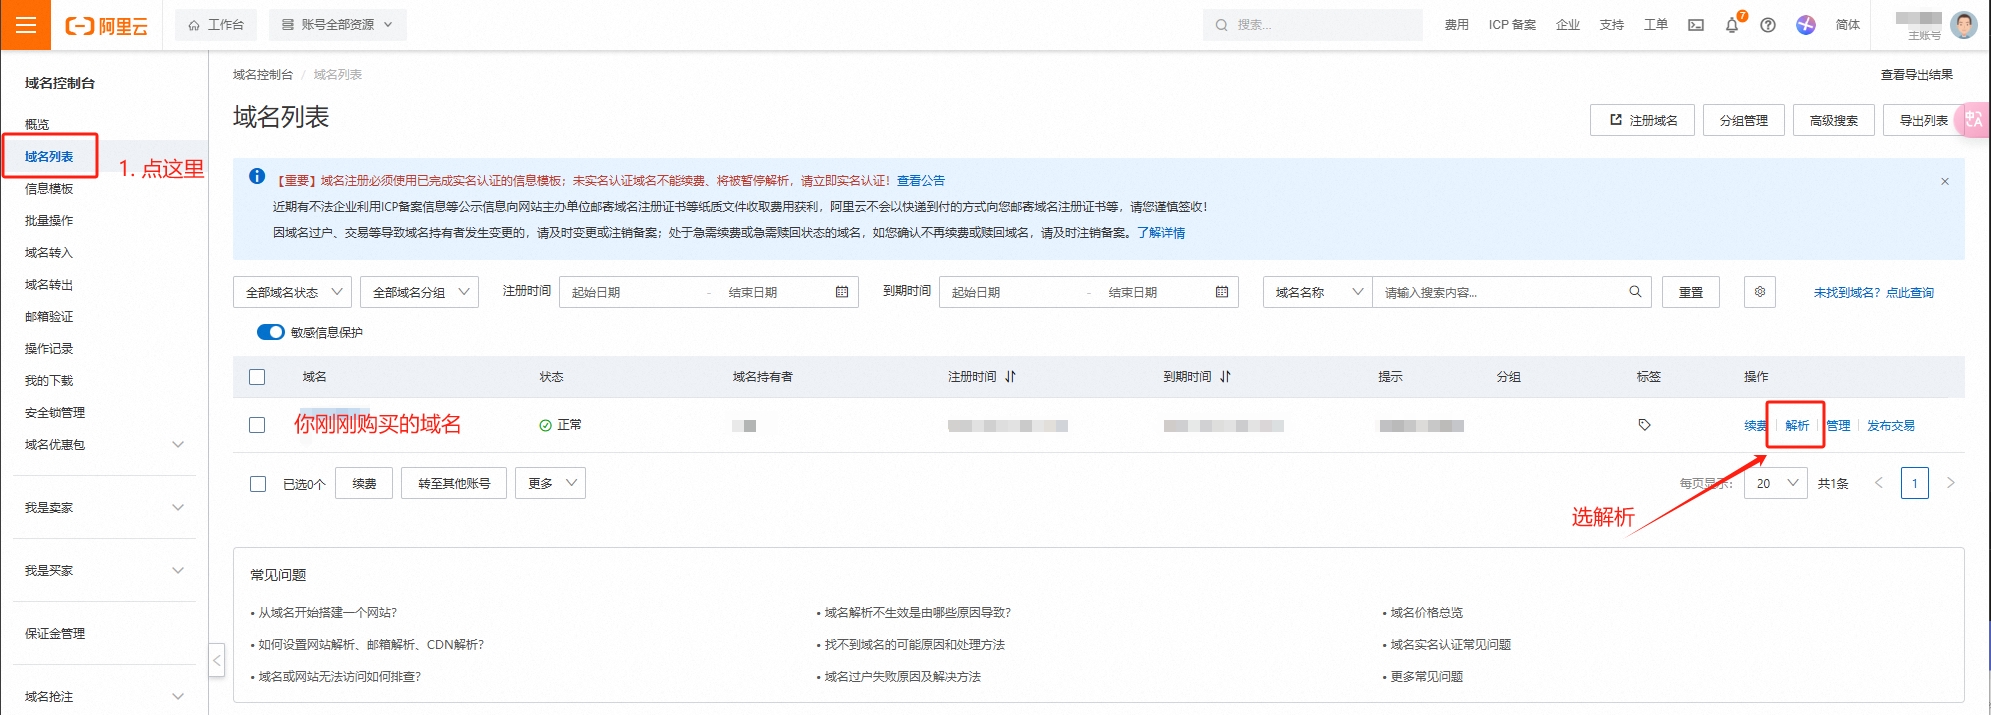 阿里云
工作台
账号全部资源
搜索...
费用
ICP 备案
企业
支持
工单
7
简体
主账号
域名控制台
概览
域名列表
1. 点这里
信息模板
批量操作
域名转入
域名转出
邮箱验证
操作记录
我的下载
安全锁管理
域名优惠包
我是卖家
我是买家
保证金管理
域名抢注
域名控制台 / 域名列表
查看导出结果
域名列表
注册域名
分组管理
高级搜索
导出列表
【重要】域名注册必须使用已完成实名认证的信息模板；未实名认证域名不能续费、将被暂停解析，请立即实名认证！查看公告
近期有不法企业利用ICP备案信息等公示信息向网站主办单位邮寄域名注册证书等纸质文件收取费用获利，阿里云不会以快递到付的方式向您邮寄域名注册证书等，请您谨慎签收！
因域名过户、交易等导致域名持有者发生变更的，请及时变更或注销备案；处于急需续费或急需赎回状态的域名，如您确认不再续费或赎回域名，请及时注销备案。了解详情
全部域名状态
全部域名分组
注册时间
起始日期 - 结束日期
到期时间
起始日期 - 结束日期
域名名称
请输入搜索内容...
重置
未找到域名？点此查询
敏感信息保护
域名 状态 域名持有者 注册时间 到期时间 提示 分组 标签 操作
你刚刚购买的域名
正常
续费 解析 管理 发布交易
已选0个
续费
转至其他账号
更多
每页显示：
20
共1条
1
选解析
常见问题
• 从域名开始搭建一个网站？
• 域名解析不生效是由哪些原因导致？
• 域名价格总览
• 如何设置网站解析、邮箱解析、CDN解析？
• 找不到域名的可能原因和处理方法
• 域名实名认证常见问题
• 域名或网站无法访问如何排查？
• 域名过户失败原因及解决方法
• 更多常见问题